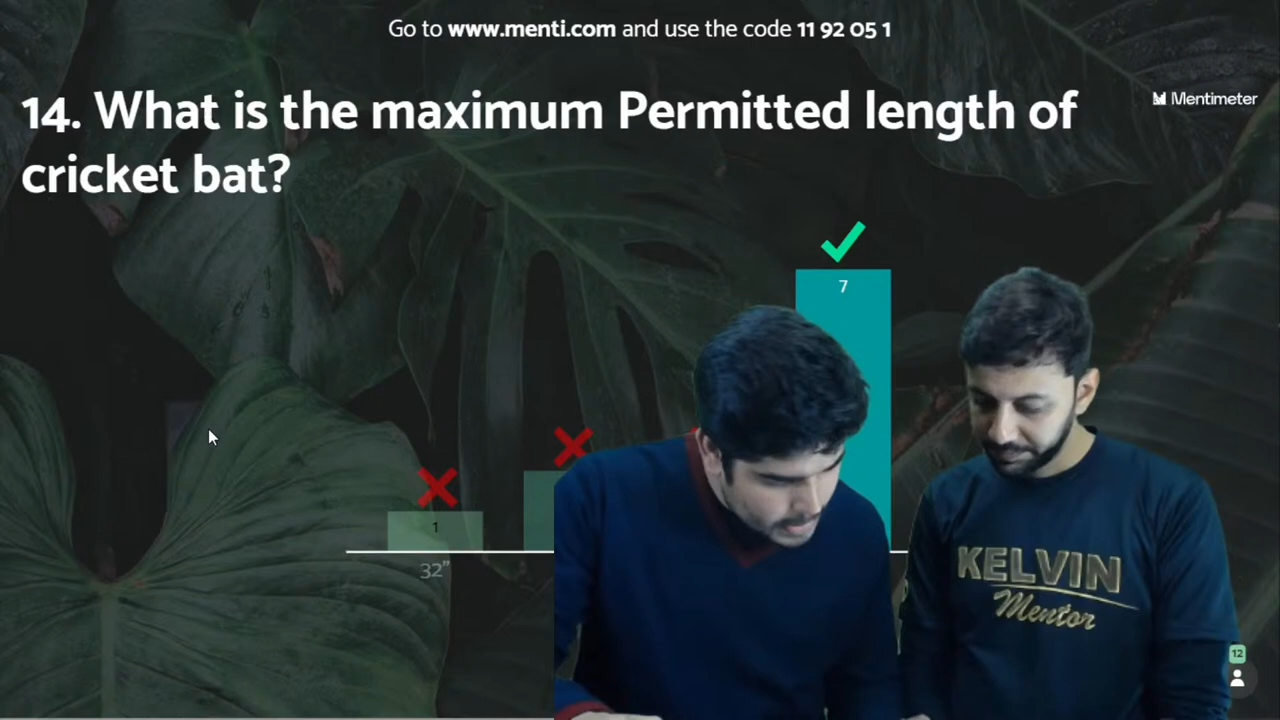 Go to www.menti.com and use the code 11 92 05 1
14. What is the maximum Permitted length of
cricket bat?
Mentimeter
7
1
32"
KELVIN
Mentor
12